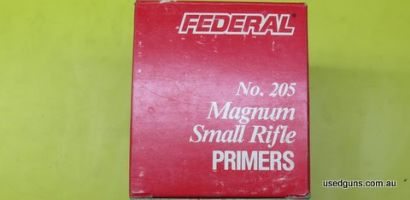 FEDERAL
No. 205
Magnum
Small Rifle
PRIMERS
usedguns.com.au